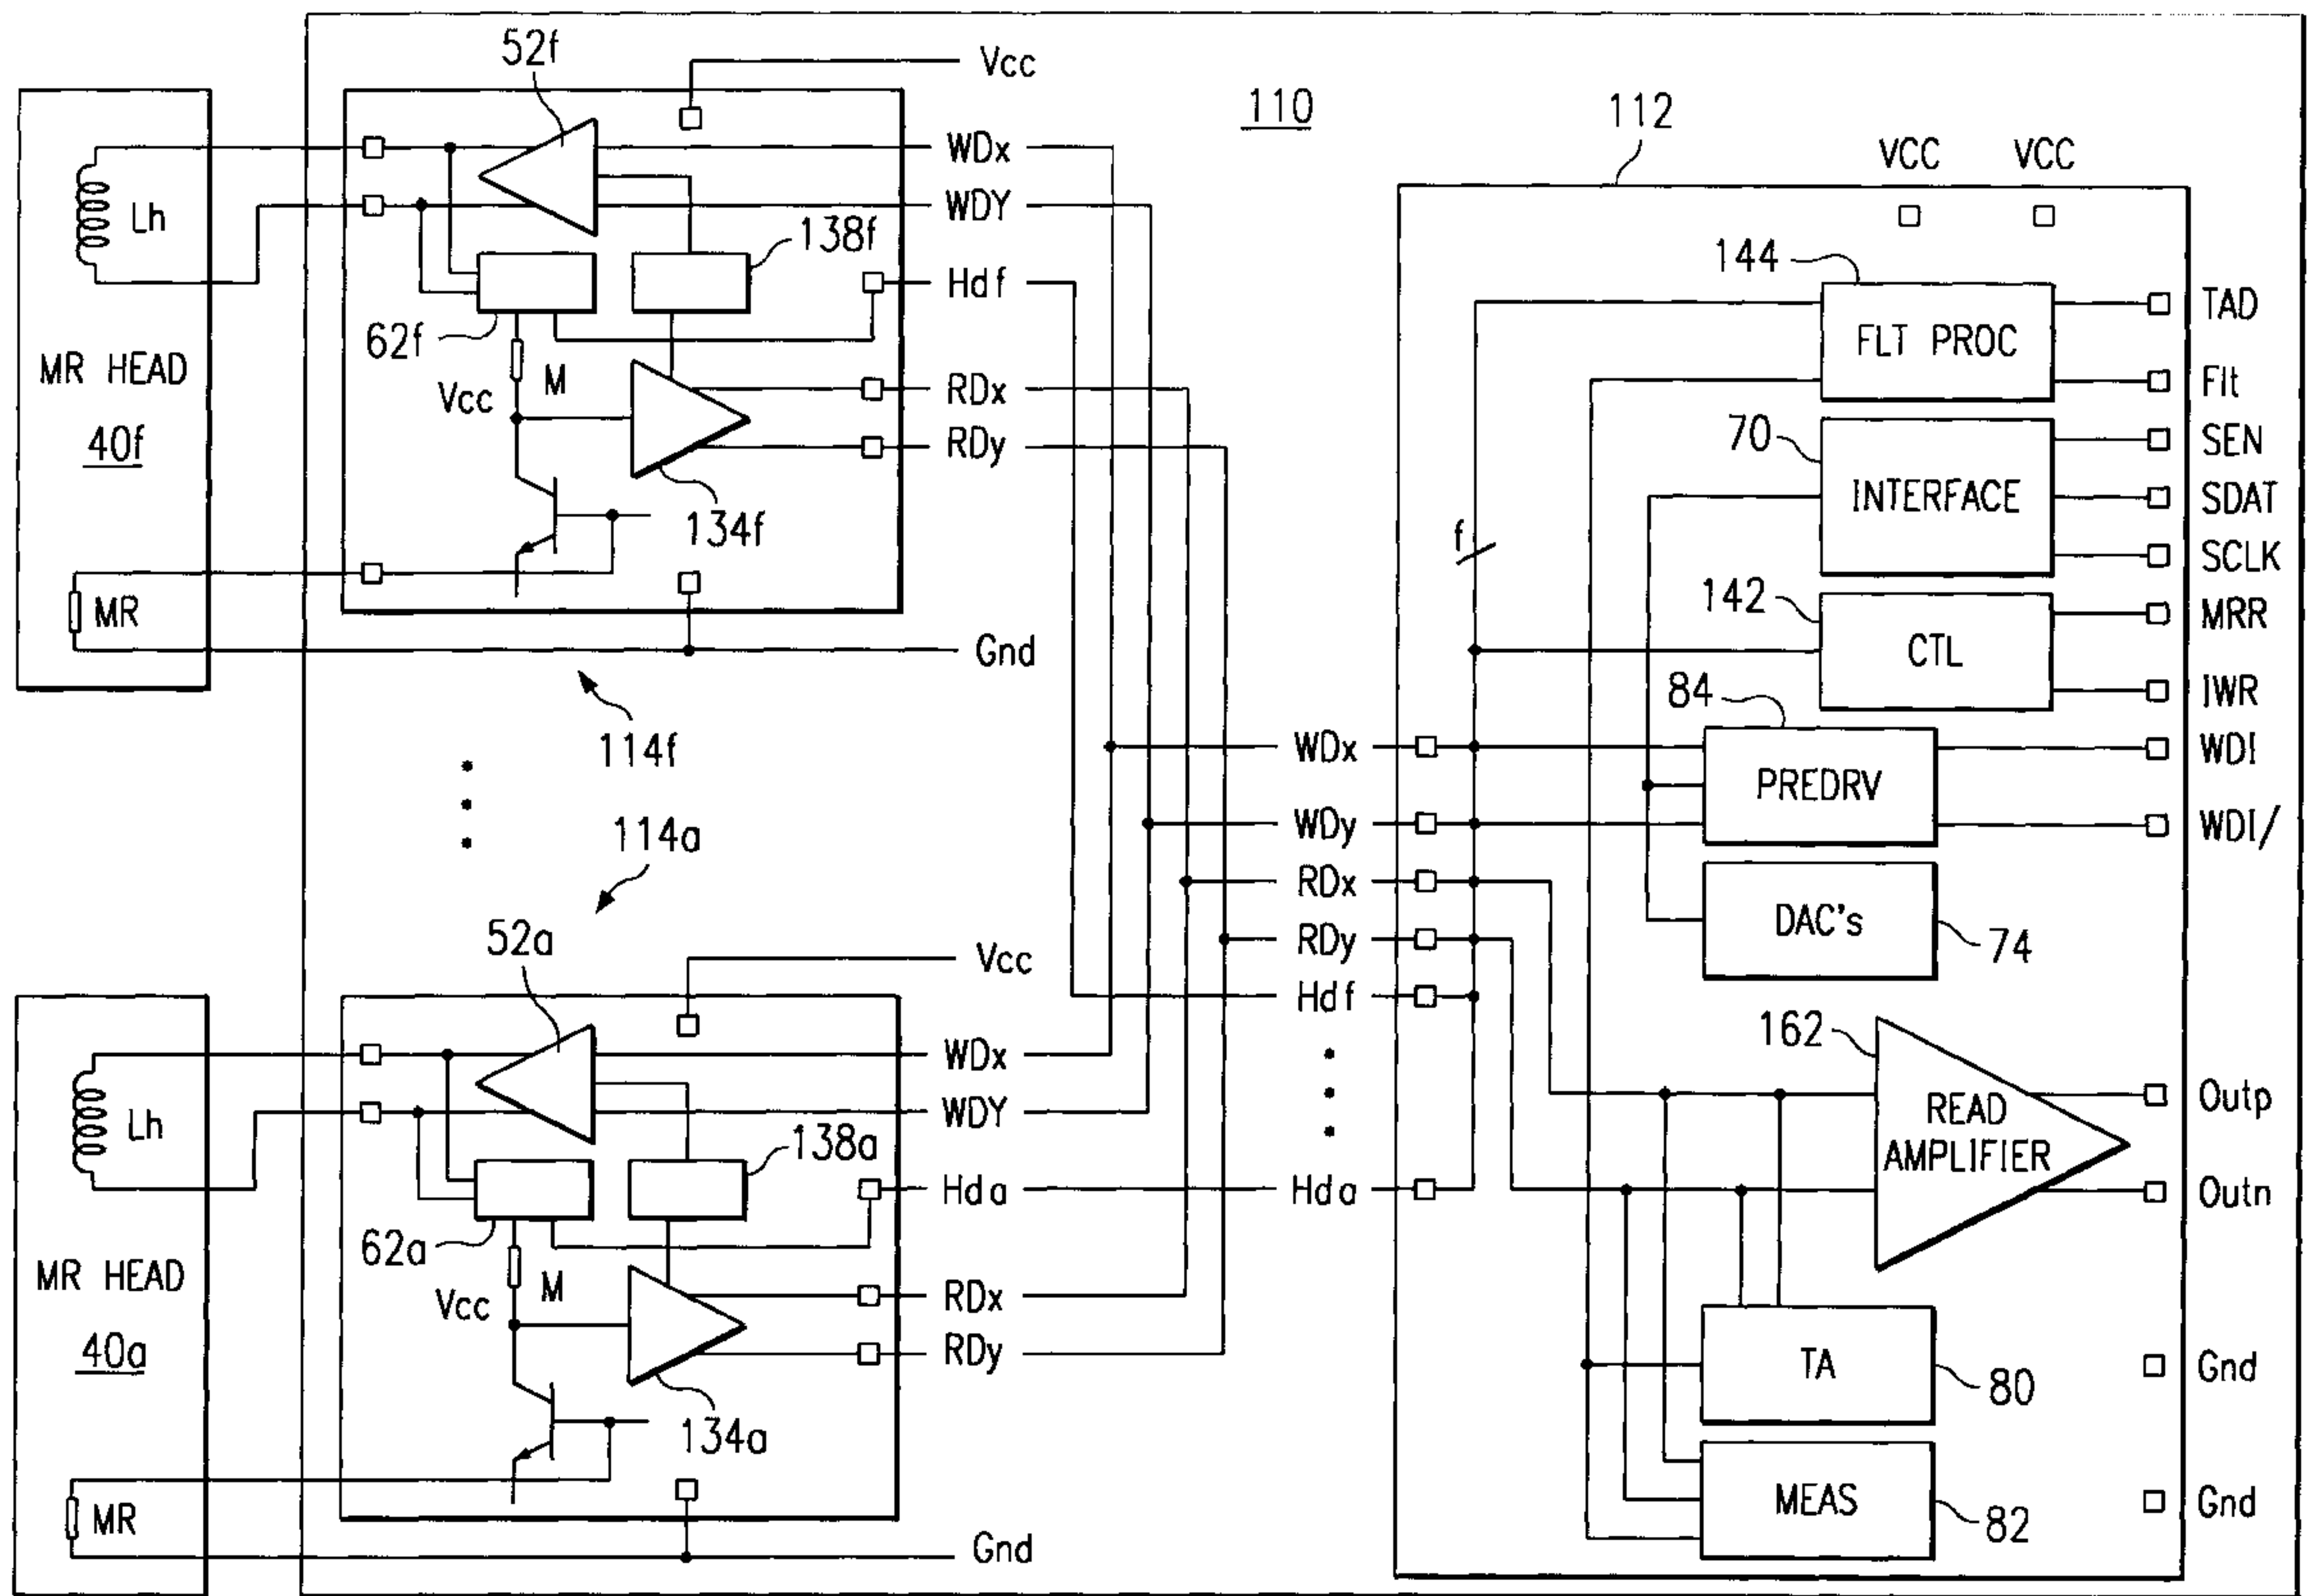 52f
Vcc
110
112
VCC
VCC
WDx
WDY
Lh
138f
Hdf
144
TAD
FLT PROC
Flt
62f
MR HEAD
M
Vcc
RDx
RDy
40f
70
SEN
INTERFACE
SDAT
134f
f
SCLK
142
MRR
MR
CTL
Gnd
84
IWR
114f
WDx
WDI
PREDRV
WDy
WDI/
114a
RDx
DAC's
74
52a
Vcc
RDy
Hdf
162
WDx
WDY
READ
AMPLIFIER
Outp
Lh
138a
Hda
Hda
Outn
62a
MR HEAD
M
Vcc
RDx
RDy
40a
TA
80
Gnd
134a
MR
MEAS
82
Gnd
Gnd